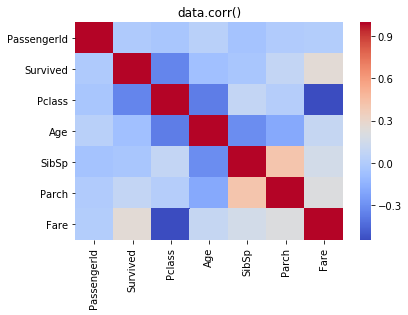 data.corr()
PassengerId
Survived
Pclass
Age
SibSp
Parch
Fare
PassengerId
Survived
Pclass
Age
SibSp
Parch
Fare
0.9
0.6
0.3
0.0
−0.3